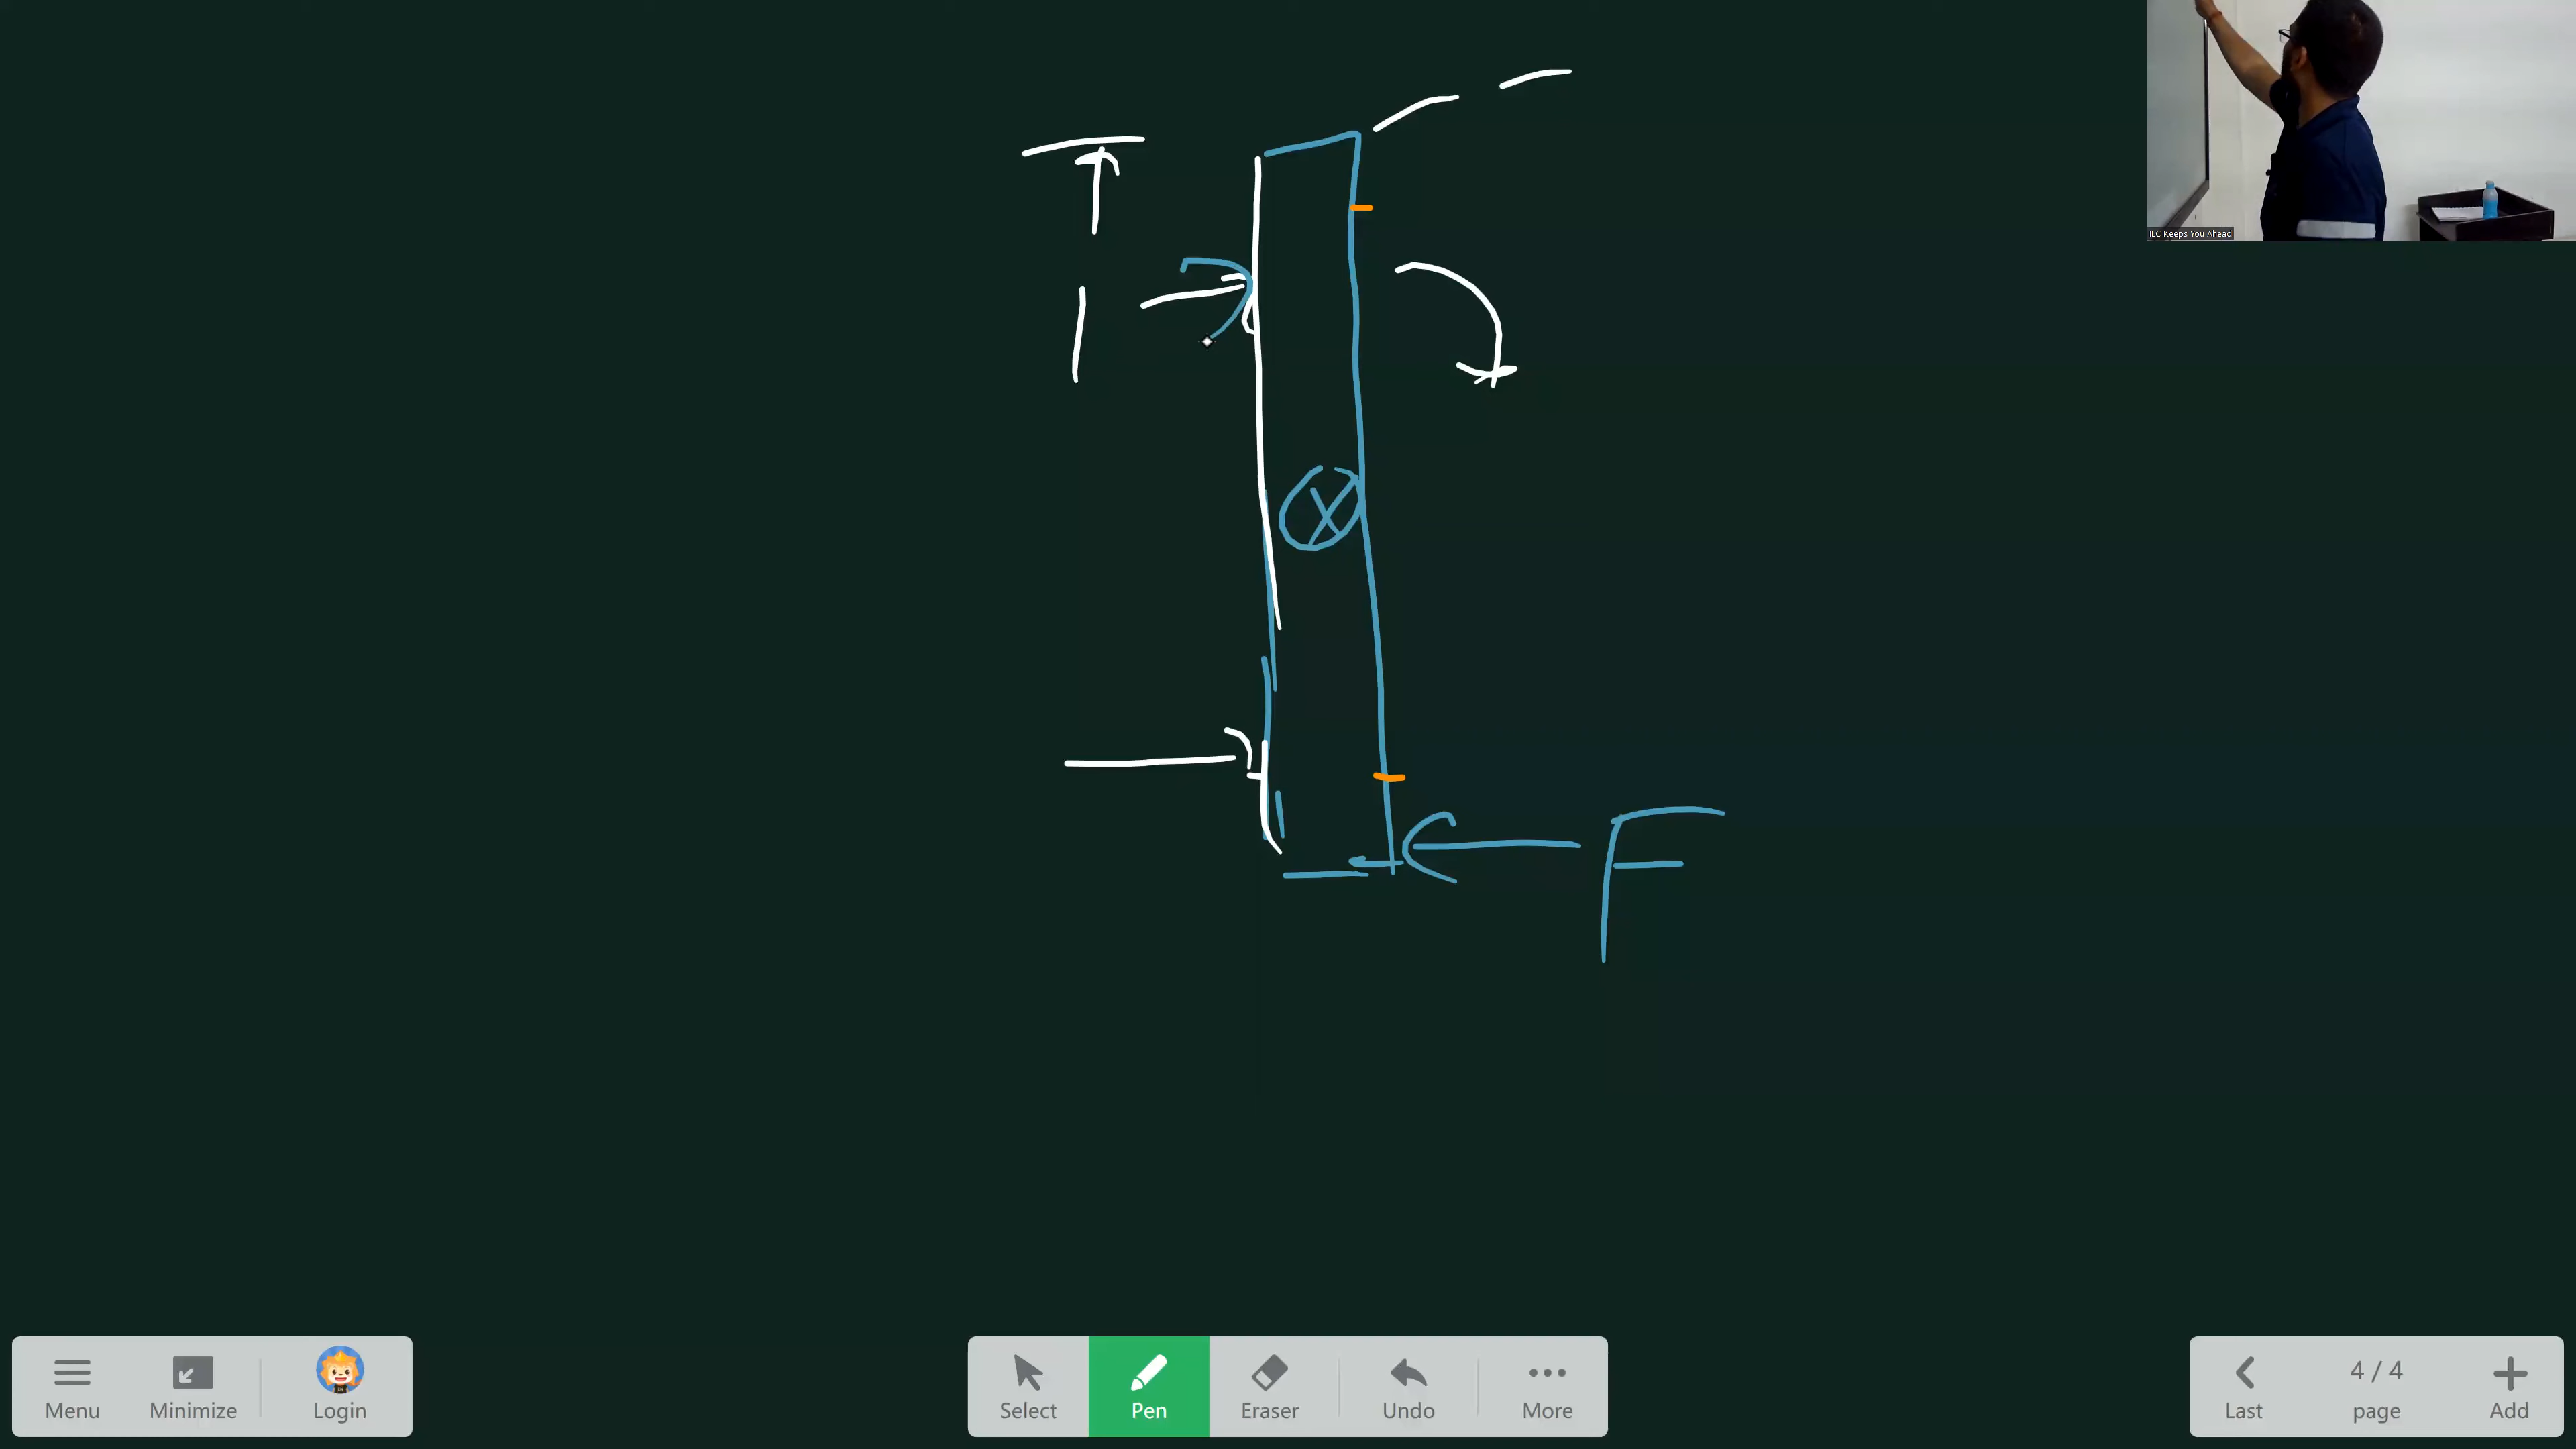 ILC Keeps You Ahead
X
F
Menu
Minimize
Login
Select
Pen
Eraser
Undo
More
Last
4 / 4
page
Add